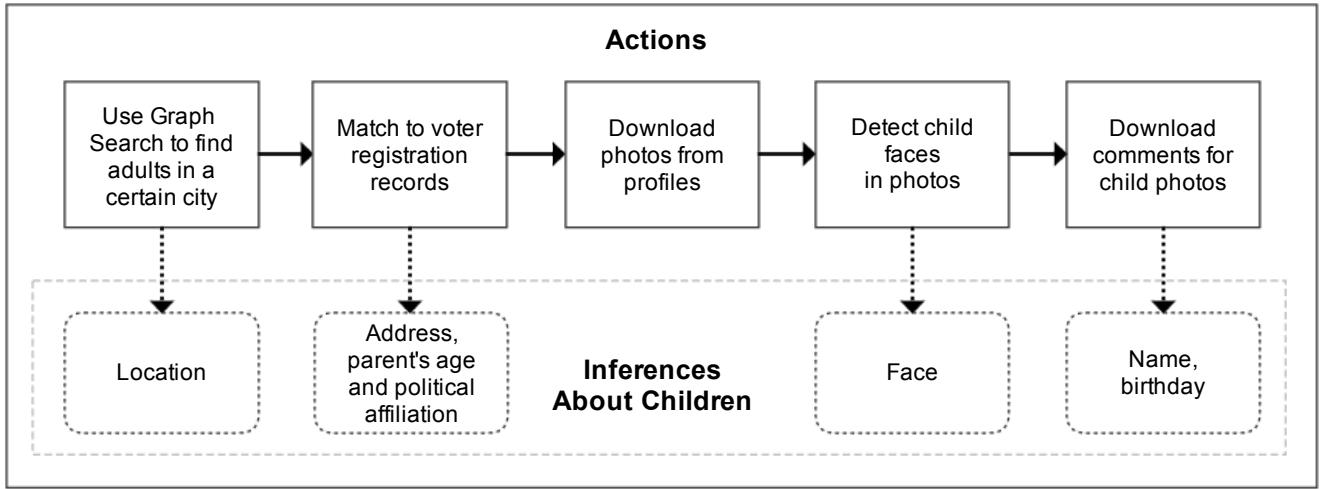 Actions
Use Graph
Search to find
adults in a
certain city
Match to voter
registration
records
Download
photos from
profiles
Detect child
faces
in photos
Download
comments for
child photos
Location
Address,
parent's age
and political
affiliation
Inferences
About Children
Face
Name,
birthday